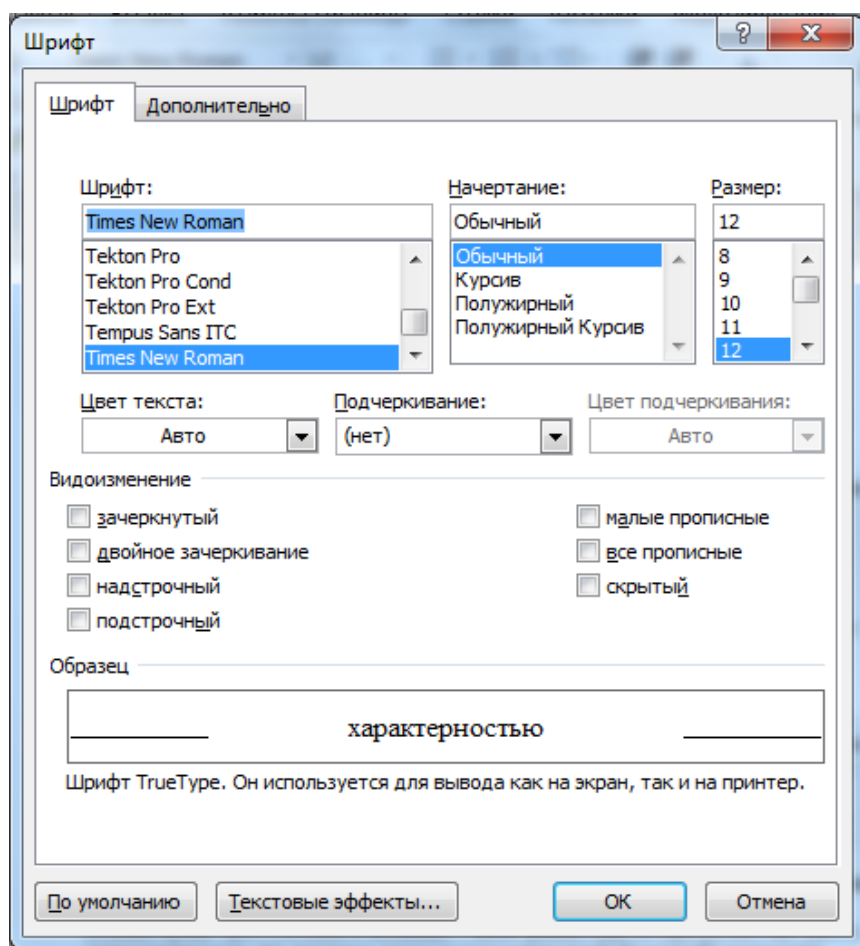 Шрифт
Шрифт Дополнительно
Шрифт: Начертание: Размер:
Times New Roman Обычный 12
Tekton Pro Обычный 8
Tekton Pro Cond Курсив 9
Tekton Pro Ext Полужирный 10
Tempus Sans ITC Полужирный Курсив 11
Times New Roman 12
Цвет текста: Подчеркивание: Цвет подчеркивания:
Авто (нет) Авто
Видоизменение
зачеркнутый малые прописные
двойное зачеркивание все прописные
надстрочный скрытый
подстрочный
Образец
характерностью
Шрифт TrueType. Он используется для вывода как на экран, так и на принтер.
По умолчанию Текстовые эффекты... ОК Отмена